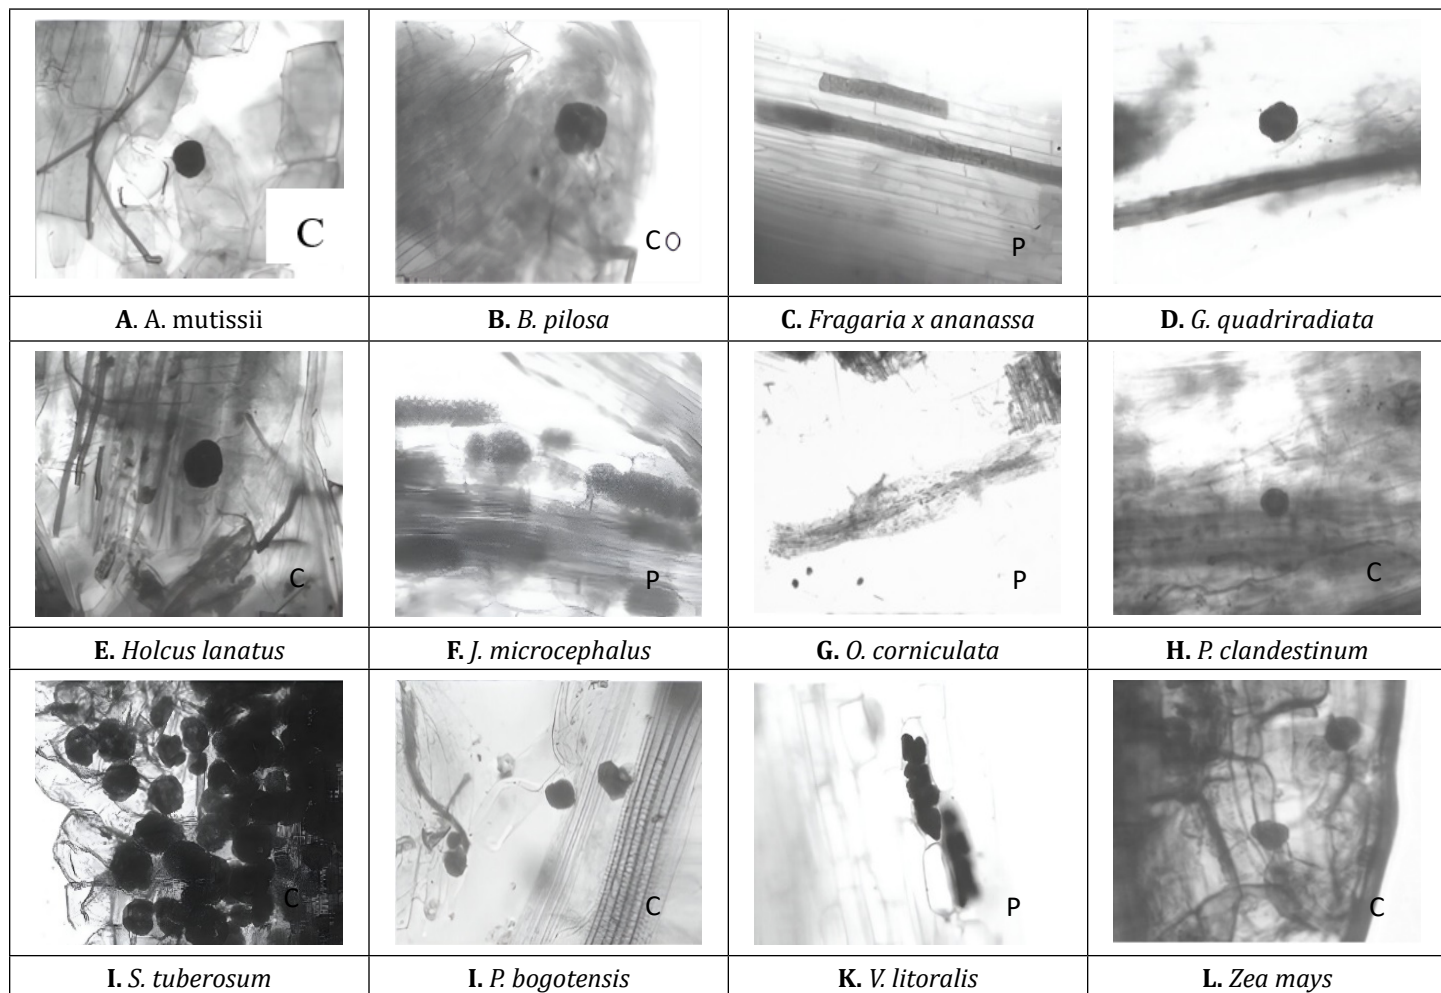 C
C
P
A. A. mutissii
B. B. pilosa
C. Fragaria x ananassa
D. G. quadriradiata
C
P
P
C
E. Holcus lanatus
F. J. microcephalus
G. O. corniculata
H. P. clandestinum
C
C
P
C
I. S. tuberosum
I. P. bogotensis
K. V. litoralis
L. Zea mays